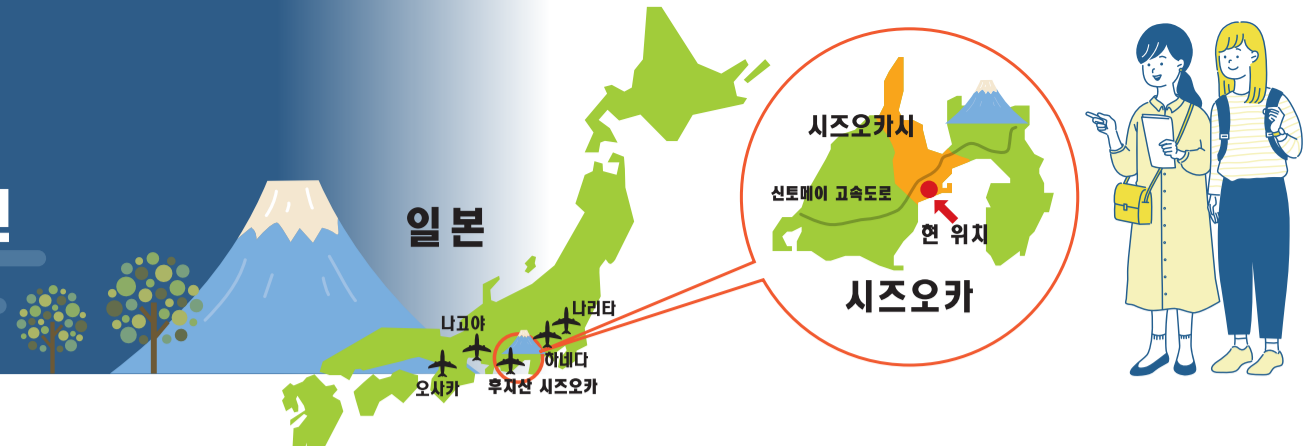 !
일본
나리타
나고야
하네다
오사카
후지산 시즈오카
시즈오카시
신토메이 고속도로
현 위치
시즈오카